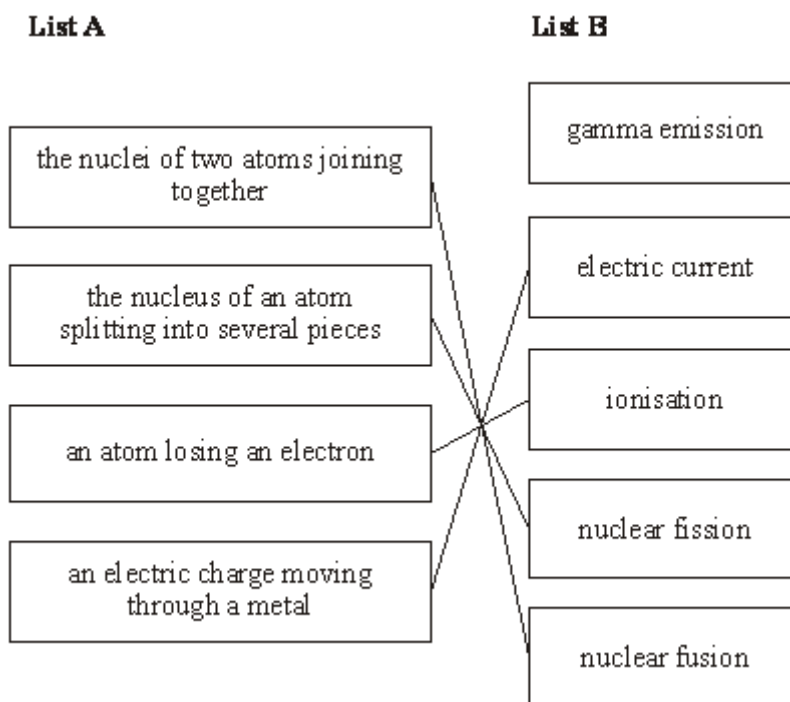 List A
the nuclei of two atoms joining
together
the nucleus of an atom
splitting into several pieces
an atom losing an electron
an electric charge moving
through a metal
List B
gamma emission
electric current
ionisation
nuclear fission
nuclear fusion